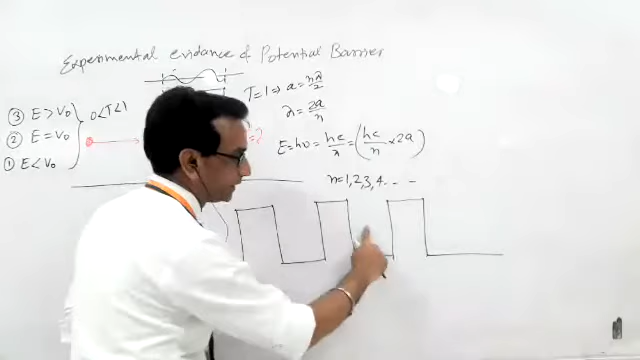 Experimental evidence of Potential Barrier
T=1 ⇒ a = nλ/2
λ = 2a/n
③ E > V₀
② E = V₀
① E < V₀
0<T<1
=?
E = hυ = hc/λ = (hc/n × 2a)
n=1,2,3,4... –